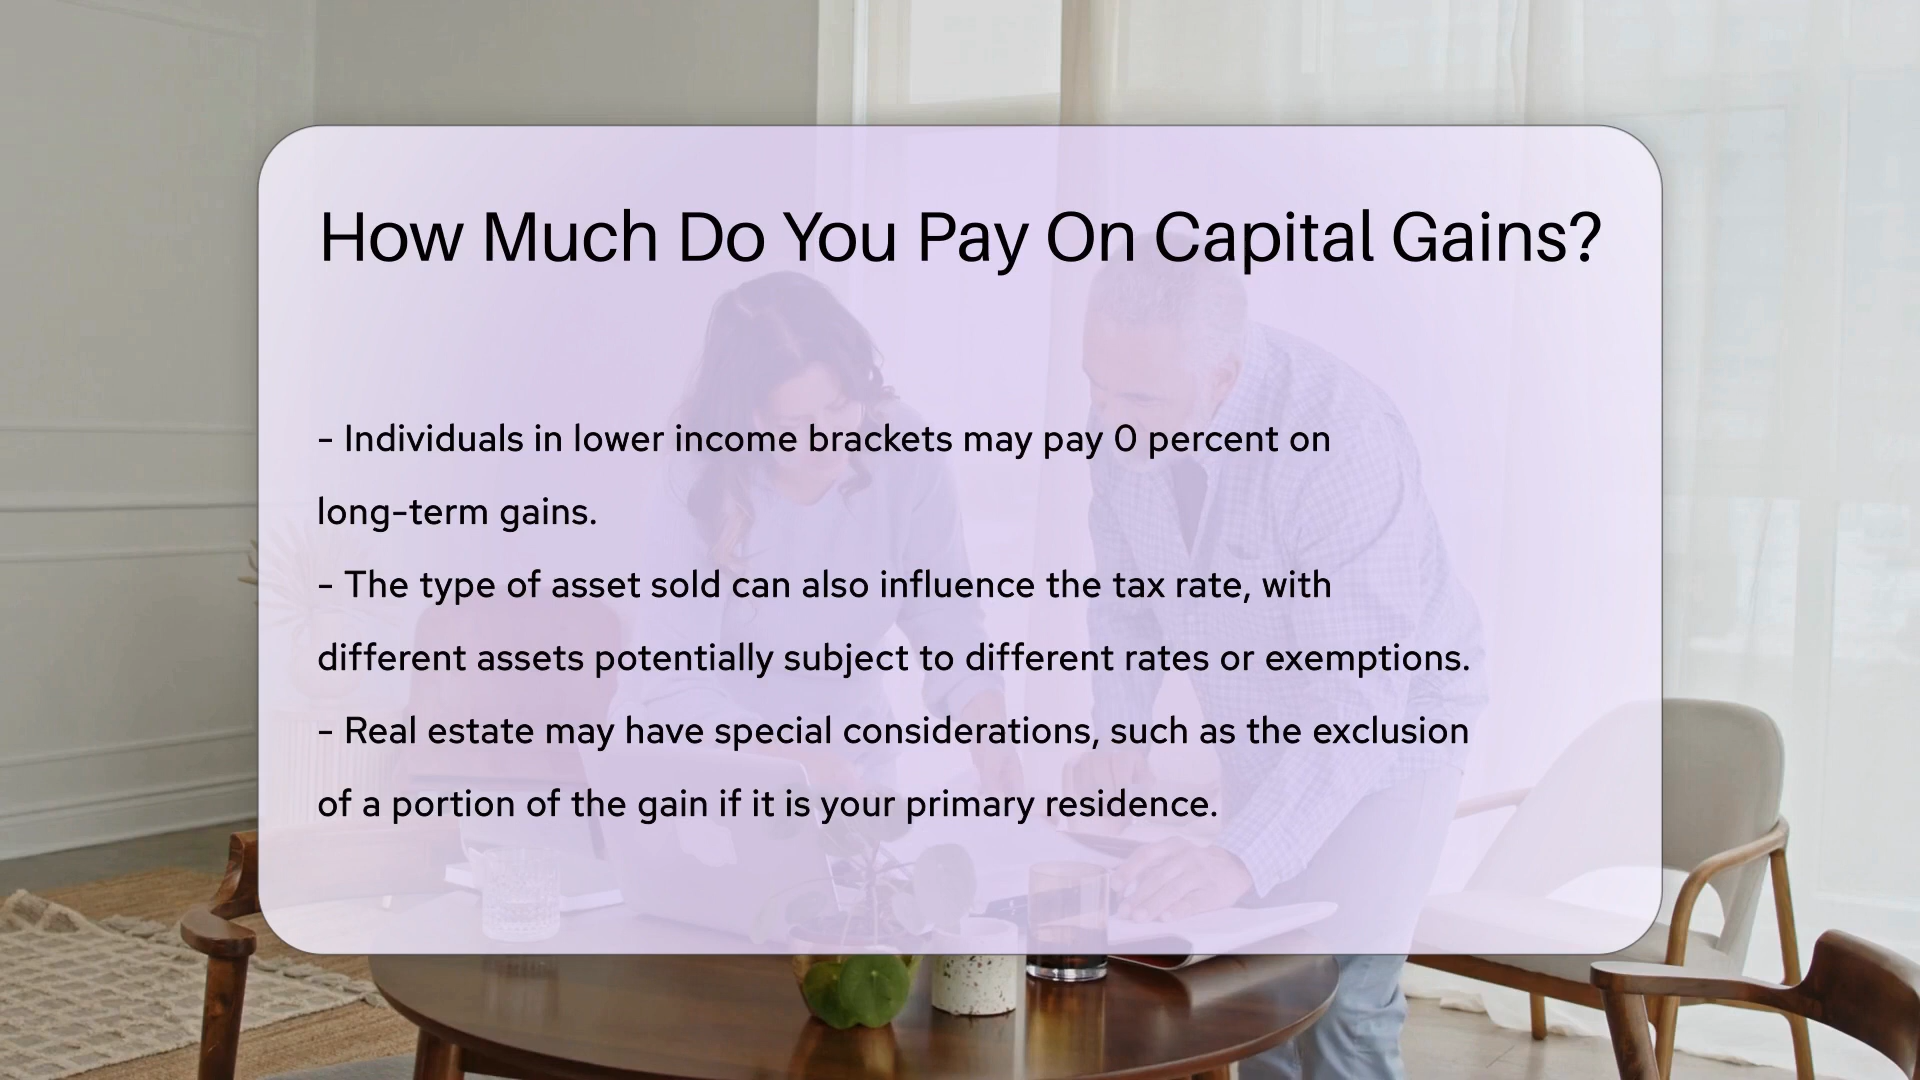 How Much Do You Pay On Capital Gains?
- Individuals in lower income brackets may pay 0 percent on
long-term gains.
- The type of asset sold can also influence the tax rate, with
different assets potentially subject to different rates or exemptions.
- Real estate may have special considerations, such as the exclusion
of a portion of the gain if it is your primary residence.